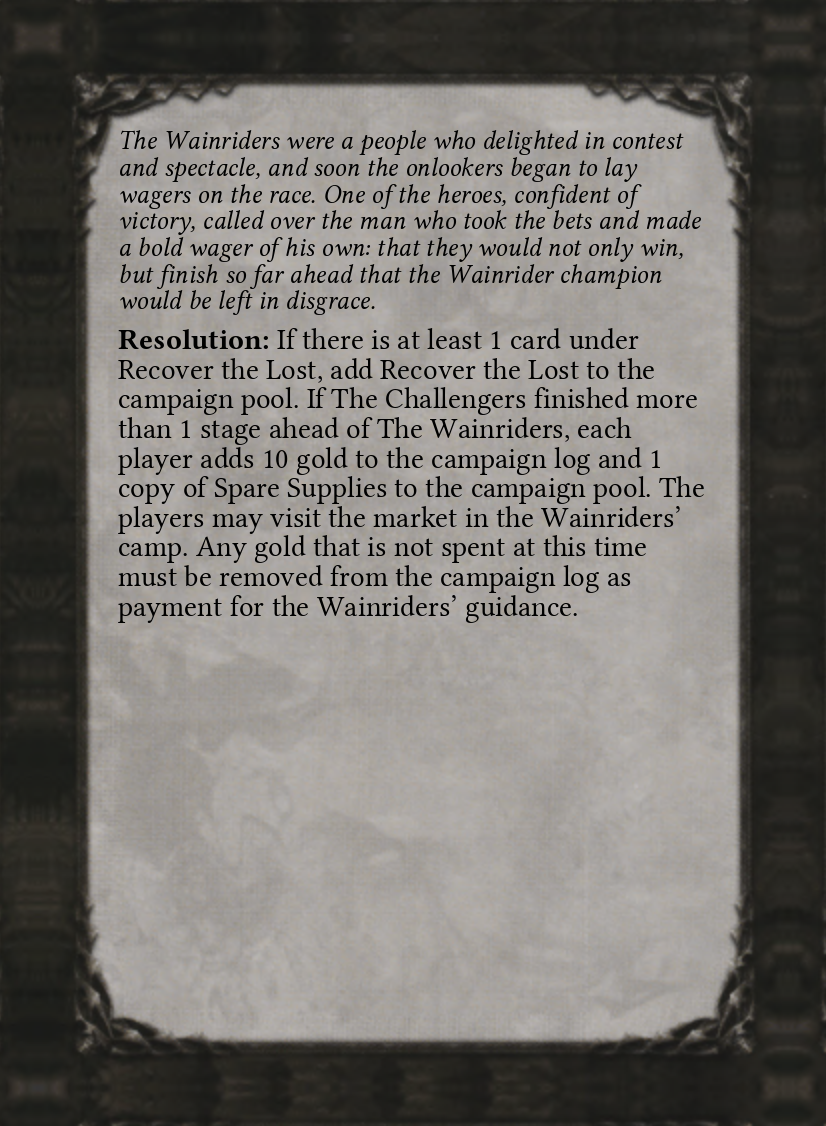 The Wainriders were a people who delighted in contest
and spectacle, and soon the onlookers began to lay
wagers on the race. One of the heroes, confident of
victory, called over the man who took the bets and made
a bold wager of his own: that they would not only win,
but finish so far ahead that the Wainrider champion
would be left in disgrace.
Resolution: If there is at least 1 card under
Recover the Lost, add Recover the Lost to the
campaign pool. If The Challengers finished more
than 1 stage ahead of The Wainriders, each
player adds 10 gold to the campaign log and 1
copy of Spare Supplies to the campaign pool. The
players may visit the market in the Wainriders’
camp. Any gold that is not spent at this time
must be removed from the campaign log as
payment for the Wainriders’ guidance.